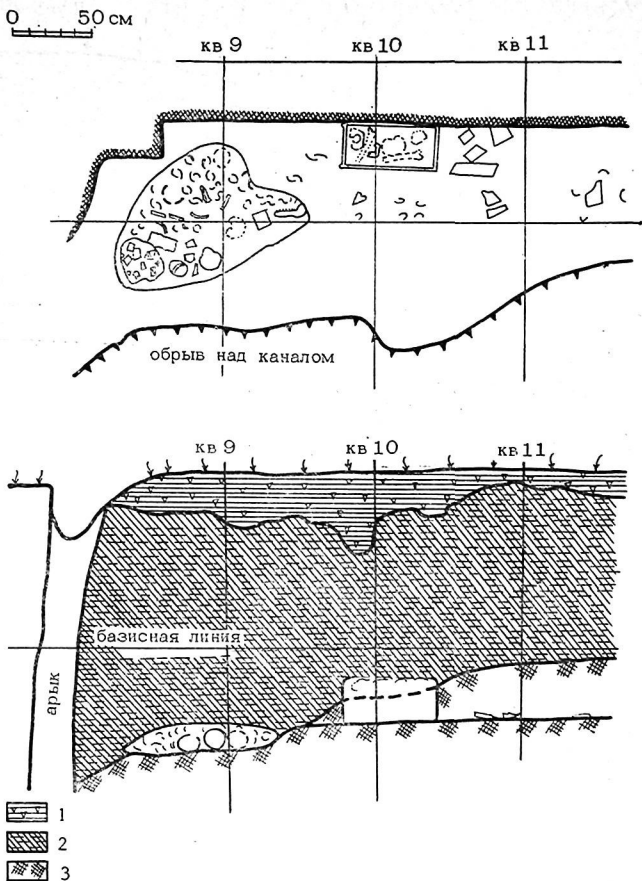 0 50 см
кв 9 кв 10 кв 11
обрыв над каналом
кв 9 кв 10 кв 11
базисная линия
арык
1
2
3